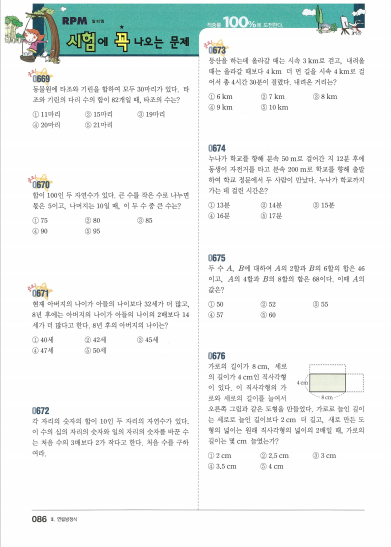 RPM
시험에 꼭 나오는 문제
적중률 100%에 도전한다.
중요
0669
동물원에 타조와 기린을 합하여 모두 30마리가 있다. 타
조와 기린의 다리 수의 합이 82개일 때, 타조의 수는?
① 11마리 ② 15마리 ③ 19마리
④ 20마리 ⑤ 21마리
중요
0670
합이 100인 두 자연수가 있다. 큰 수를 작은 수로 나누면
몫은 5이고, 나머지는 10일 때, 이 두 수 중 큰 수는?
① 75 ② 80 ③ 85
④ 90 ⑤ 95
중요
0671
현재 아버지의 나이가 아들의 나이보다 32세가 더 많고,
8년 후에는 아버지의 나이가 아들의 나이의 2배보다 14
세가 더 많다고 한다. 8년 후의 아버지의 나이는?
① 40세 ② 42세 ③ 45세
④ 47세 ⑤ 50세
0672
각 자리의 숫자의 합이 10인 두 자리의 자연수가 있다.
이 수의 십의 자리의 숫자와 일의 자리의 숫자를 바꾼 수
는 처음 수의 3배보다 2가 작다고 한다. 처음 수를 구하
여라.
중요
0673
등산을 하는데 올라갈 때는 시속 3 km로 걷고, 내려올
때는 올라갈 때보다 4 km 더 먼 길을 시속 4 km로 걸
어서 총 4시간 30분이 걸렸다. 내려온 거리는?
① 6 km ② 7 km ③ 8 km
④ 9 km ⑤ 10 km
0674
누나가 학교를 향해 분속 50 m로 걸어간 지 12분 후에
동생이 자전거를 타고 분속 200 m로 학교를 향해 출발
하여 학교 정문에서 두 사람이 만났다. 누나가 학교까지
가는 데 걸린 시간은?
① 13분 ② 14분 ③ 15분
④ 16분 ⑤ 17분
0675
두 수 A, B에 대하여 A의 2할과 B의 6할의 합은 46
이고, A의 4할과 B의 8할의 합은 68이다. 이때 A의
값은?
① 50 ② 52 ③ 55
④ 57 ⑤ 60
0676
가로의 길이가 8 cm, 세로
의 길이가 4 cm인 직사각형
이 있다. 이 직사각형의 가
로와 세로의 길이를 늘여서
오른쪽 그림과 같은 도형을 만들었다. 가로로 늘인 길이
는 세로로 늘인 길이보다 2 cm 더 길고, 새로 만든 도
형의 넓이는 원래 직사각형의 넓이의 2배일 때, 가로의
길이는 몇 cm 늘였는가?
4 cm
8 cm
① 2 cm ② 2.5 cm ③ 3 cm
④ 3.5 cm ⑤ 4 cm
086 Ⅱ. 연립방정식